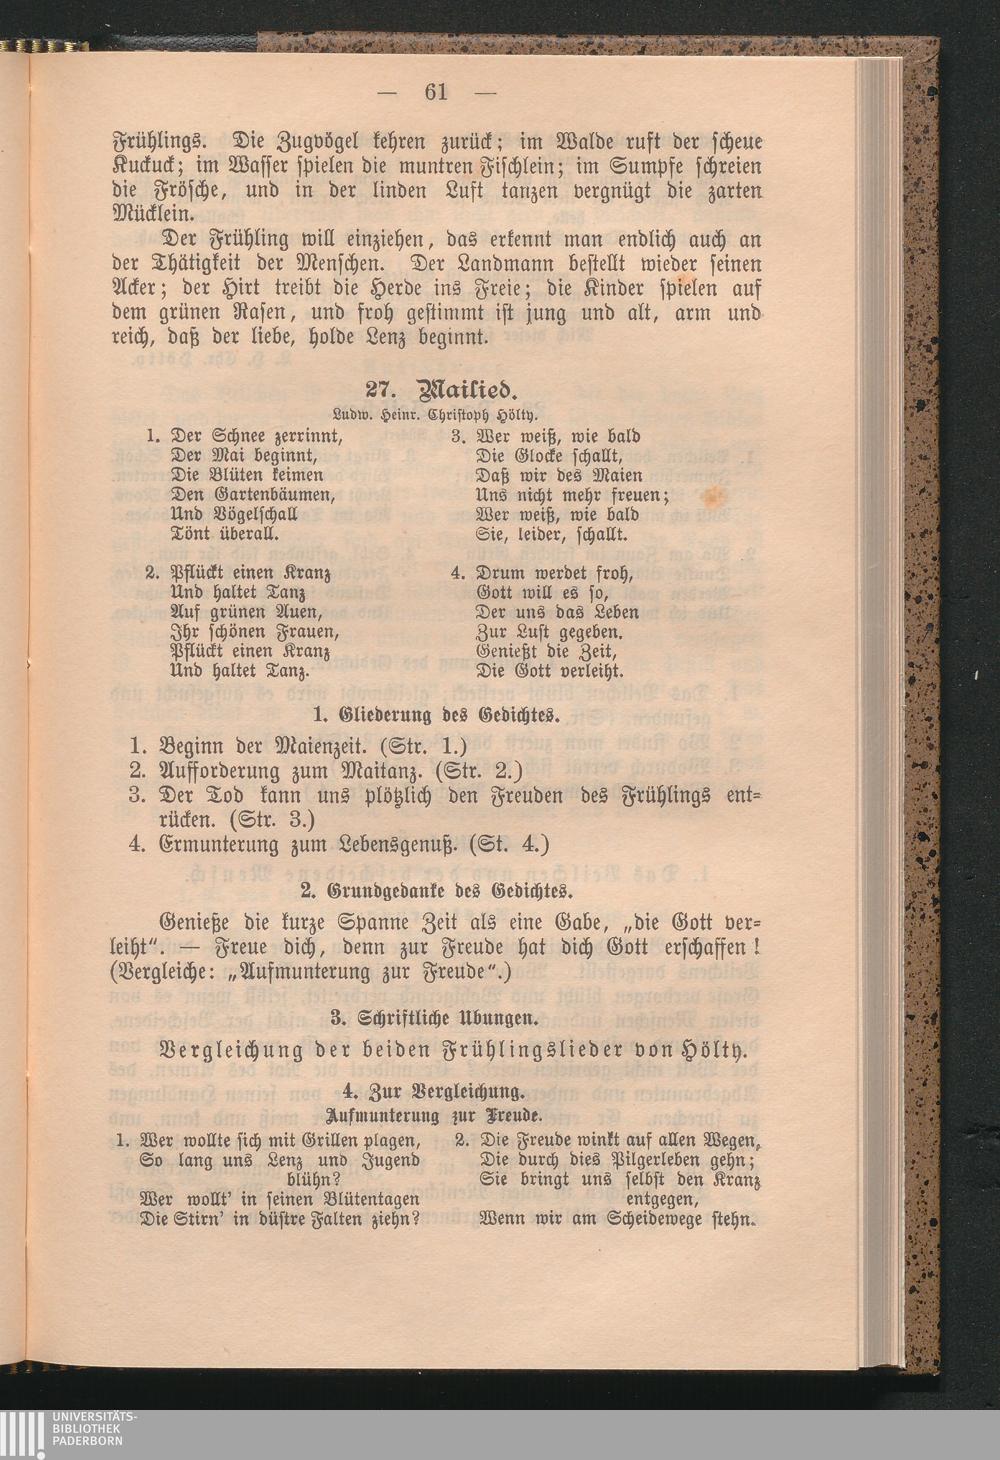 — 61 —
Frühlings. Die Zugvögel kehren zurück; im Walde ruft der scheue
Kuckuck; im Wasser spielen die muntren Fischlein; im Sumpfe schreien
die Frösche, und in der linden Luft tanzen vergnügt die zarten
Mücklein.
Der Frühling will einziehen, das erkennt man endlich auch an
der Thätigkeit der Menschen. Der Landmann bestellt wieder seinen
Acker; der Hirt treibt die Herde ins Freie; die Kinder spielen auf
dem grünen Rasen, und froh gestimmt ist jung und alt, arm und
reich, daß der liebe, holde Lenz beginnt.
27. Mailied.
Ludw. Heinr. Christoph Hölty.
1. Der Schnee zerrinnt,
Der Mai beginnt,
Die Blüten keimen
Den Gartenbäumen,
Und Vögelschall
Tönt überall.
2. Pflückt einen Kranz
Und haltet Tanz
Auf grünen Auen,
Ihr schönen Frauen,
Pflückt einen Kranz
Und haltet Tanz.
3. Wer weiß, wie bald
Die Glocke schallt,
Daß wir des Maien
Uns nicht mehr freuen;
Wer weiß, wie bald
Sie, leider, schallt.
4. Drum werdet froh,
Gott will es so,
Der uns das Leben
Zur Lust gegeben.
Genießt die Zeit,
Die Gott verleiht.
1. Gliederung des Gedichtes.
1. Beginn der Maienzeit. (Str. 1.)
2. Aufforderung zum Maitanz. (Str. 2.)
3. Der Tod kann uns plötzlich den Freuden des Frühlings ent-
rücken. (Str. 3.)
4. Ermunterung zum Lebensgenuß. (St. 4.)
2. Grundgedanke des Gedichtes.
Genieße die kurze Spanne Zeit als eine Gabe, „die Gott ver-
leiht“. — Freue dich, denn zur Freude hat dich Gott erschaffen!
(Vergleiche: „Aufmunterung zur Freude“.)
3. Schriftliche Übungen.
Vergleichung der beiden Frühlingslieder von Hölty.
4. Zur Vergleichung.
Aufmunterung zur Freude.
1. Wer wollte sich mit Grillen plagen,
So lang uns Lenz und Jugend
blühn?
Wer wollt' in seinen Blütentagen
Die Stirn' in düstre Falten ziehn?
2. Die Freude winkt auf allen Wegen,
Die durch dies Pilgerleben gehn;
Sie bringt uns selbst den Kranz
entgegen,
Wenn wir am Scheidewege stehn.
UNIVERSITÄTS-
BIBLIOTHEK
PADERBORN